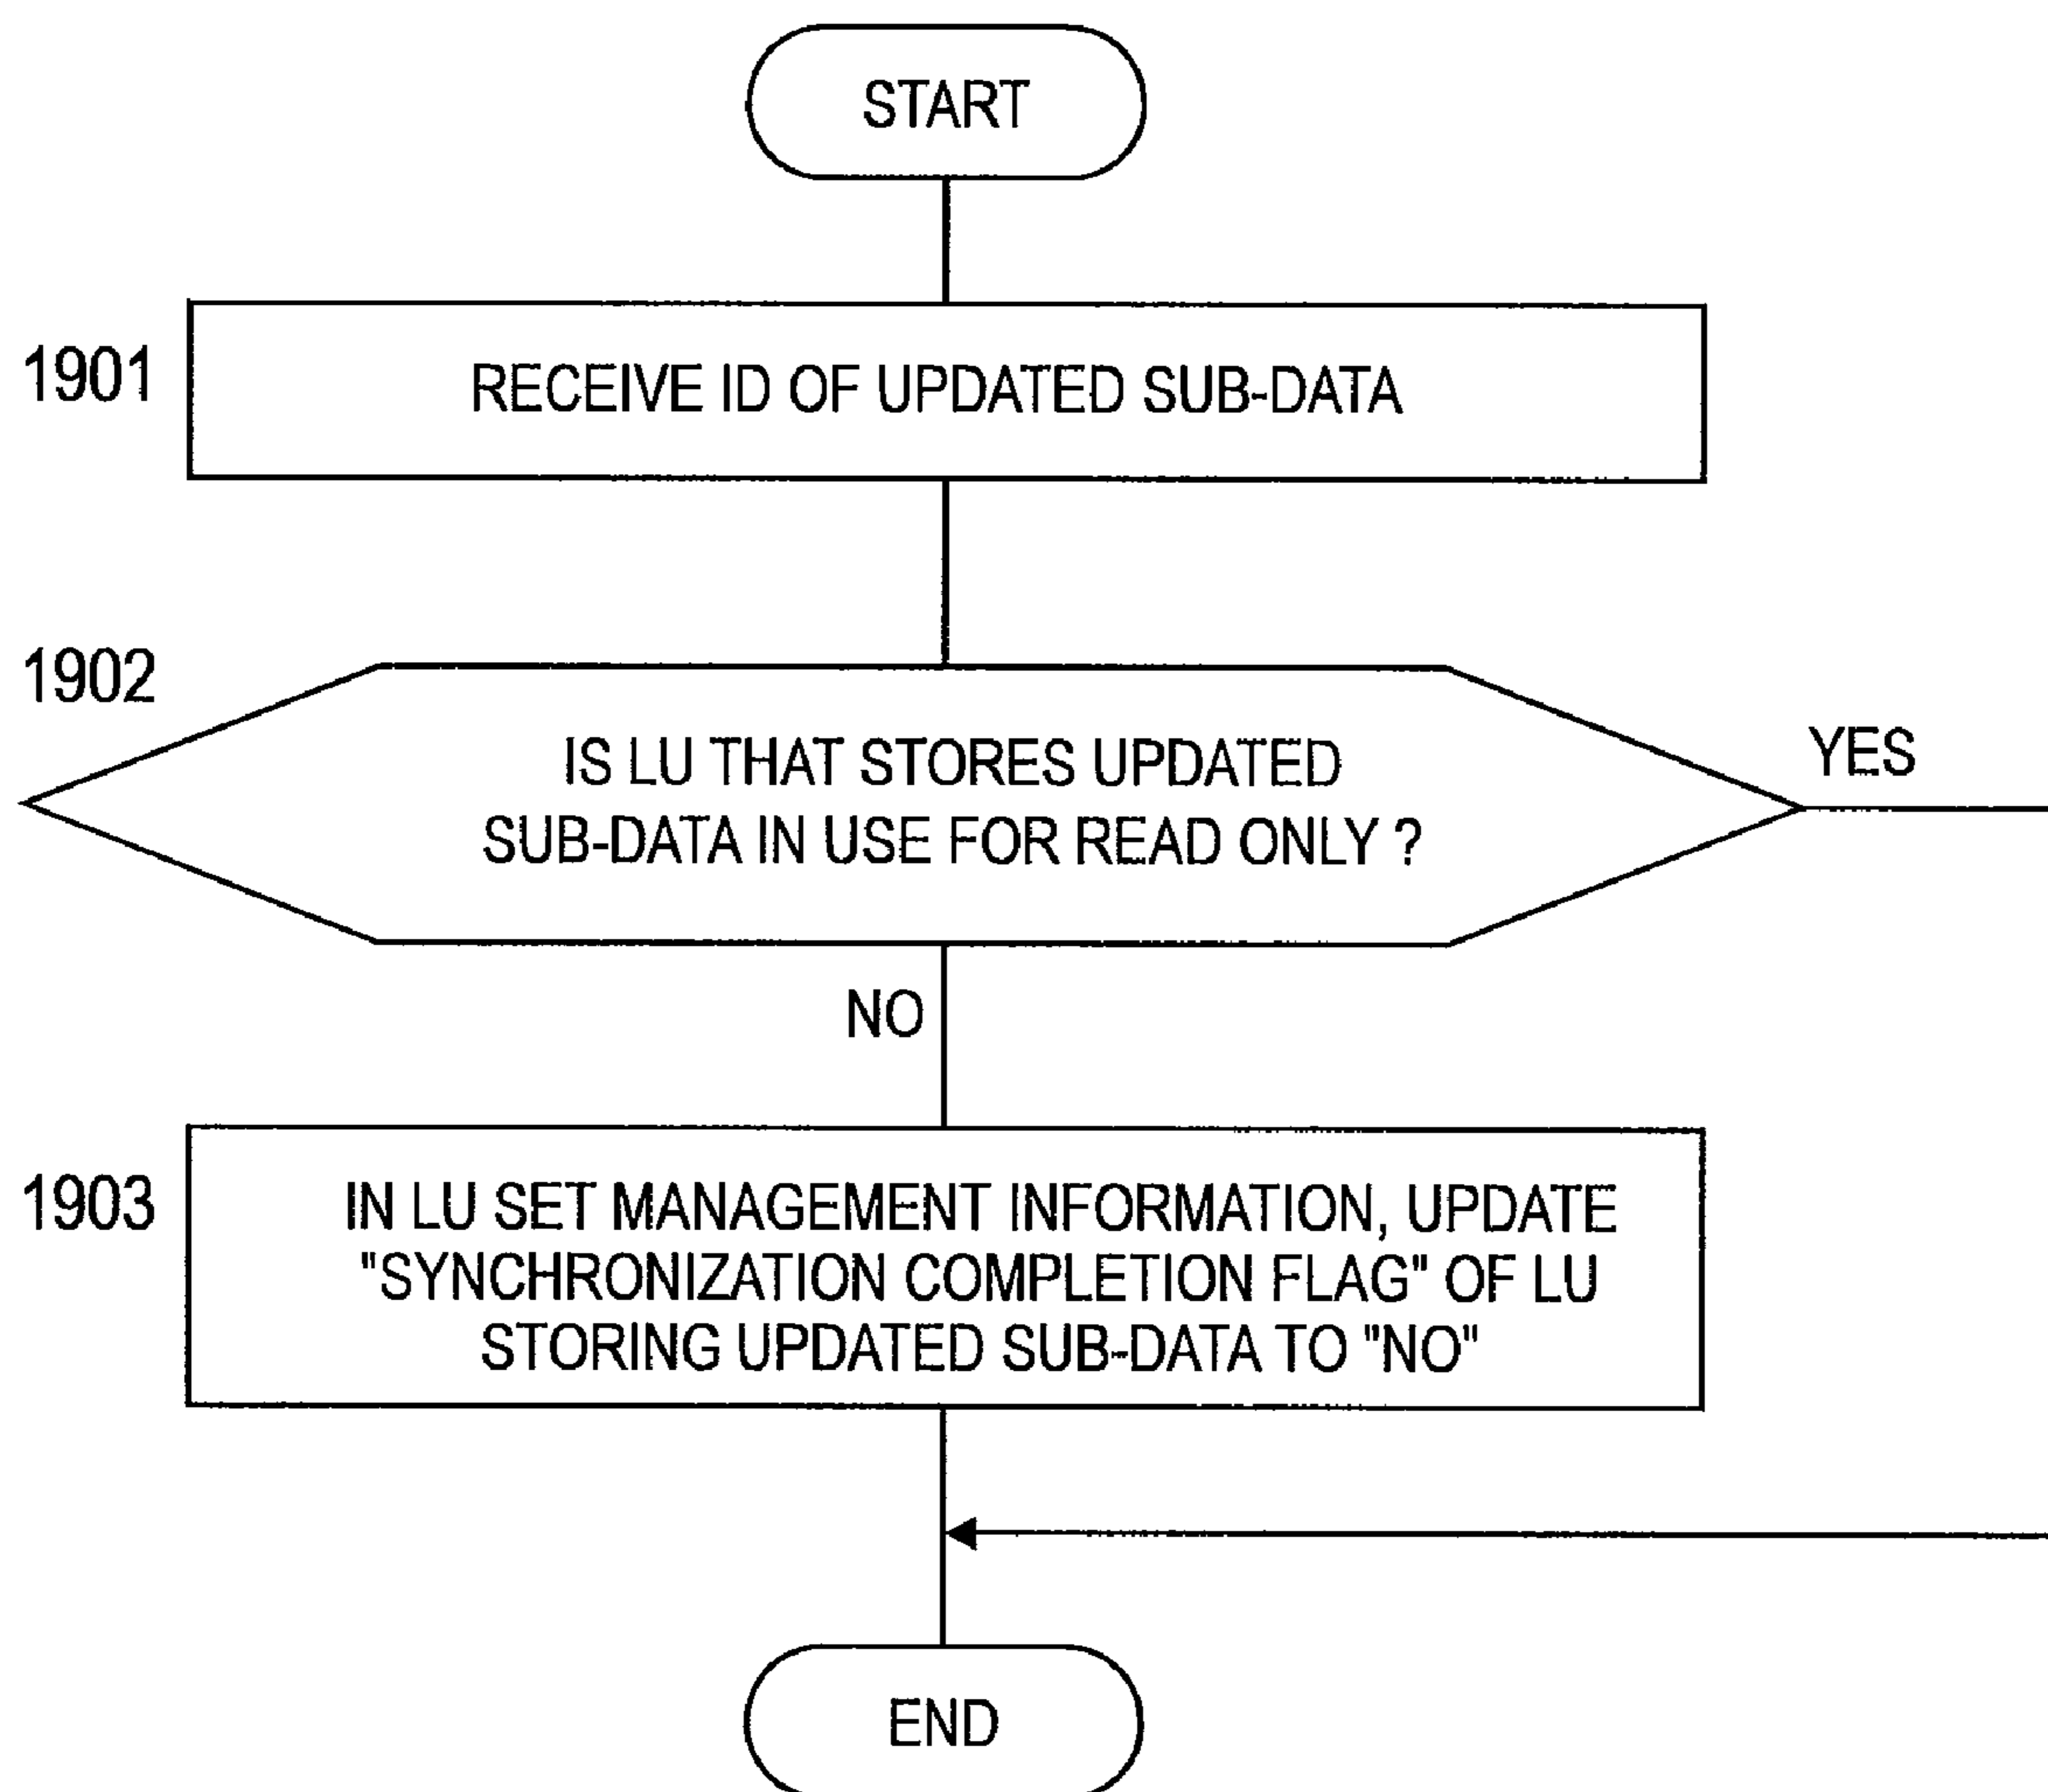 START
1901
RECEIVE ID OF UPDATED SUB-DATA
1902
IS LU THAT STORES UPDATED
SUB-DATA IN USE FOR READ ONLY ?
YES
NO
1903
IN LU SET MANAGEMENT INFORMATION, UPDATE
"SYNCHRONIZATION COMPLETION FLAG" OF LU
STORING UPDATED SUB-DATA TO "NO"
END